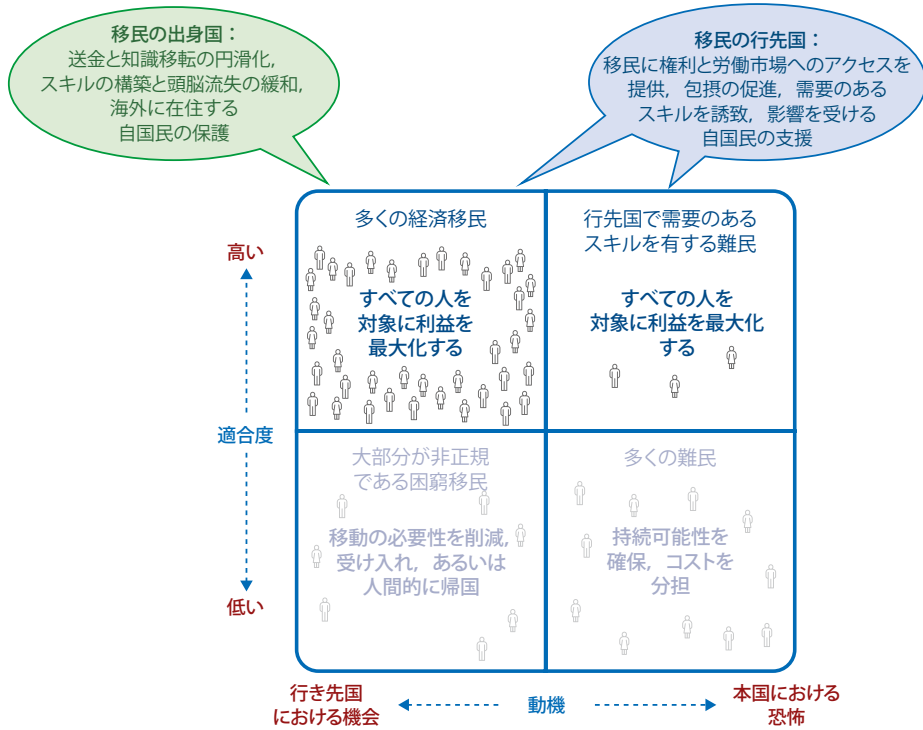 移民の出身国：
送金と知識移転の円滑化，
スキルの構築と頭脳流失の緩和，
海外に在住する
自国民の保護
移民の行先国：
移民に権利と労働市場へのアクセスを
提供，包摂の促進，需要のある
スキルを誘致，影響を受ける
自国民の支援
多くの経済移民
すべての人を
対象に利益を
最大化する
行先国で需要のある
スキルを有する難民
すべての人を
対象に利益を最大化
する
高い
適合度
低い
大部分が非正規
である困窮移民
移動の必要性を削減，
受け入れ，あるいは
人間的に帰国
多くの難民
持続可能性を
確保，コストを
分担
行き先国
における機会
動機
本国における
恐怖